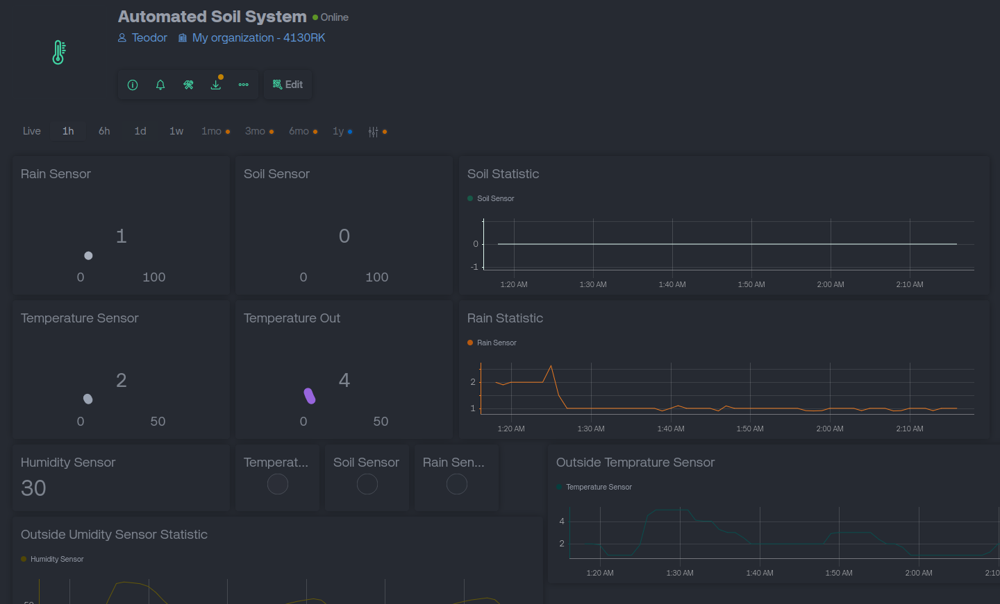 Automated Soil System Online
Teodor My organization - 4130RK
Edit
Live 1h 6h 1d 1w 1mo 3mo 6mo 1y
Rain Sensor
1
0 100
Soil Sensor
0
0 100
Soil Statistic
Soil Sensor
0
-1
1:20 AM 1:30 AM 1:40 AM 1:50 AM 2:00 AM 2:10 AM
Temperature Sensor
2
0 50
Temperature Out
4
0 50
Rain Statistic
Rain Sensor
2
1
1:20 AM 1:30 AM 1:40 AM 1:50 AM 2:00 AM 2:10 AM
Humidity Sensor
30
Temperat...
Soil Sensor
Rain Sen...
Outside Temprature Sensor
Temperature Sensor
4
2
1:20 AM 1:30 AM 1:40 AM 1:50 AM 2:00 AM 2:10
Outside Umidity Sensor Statistic
Humidity Sensor